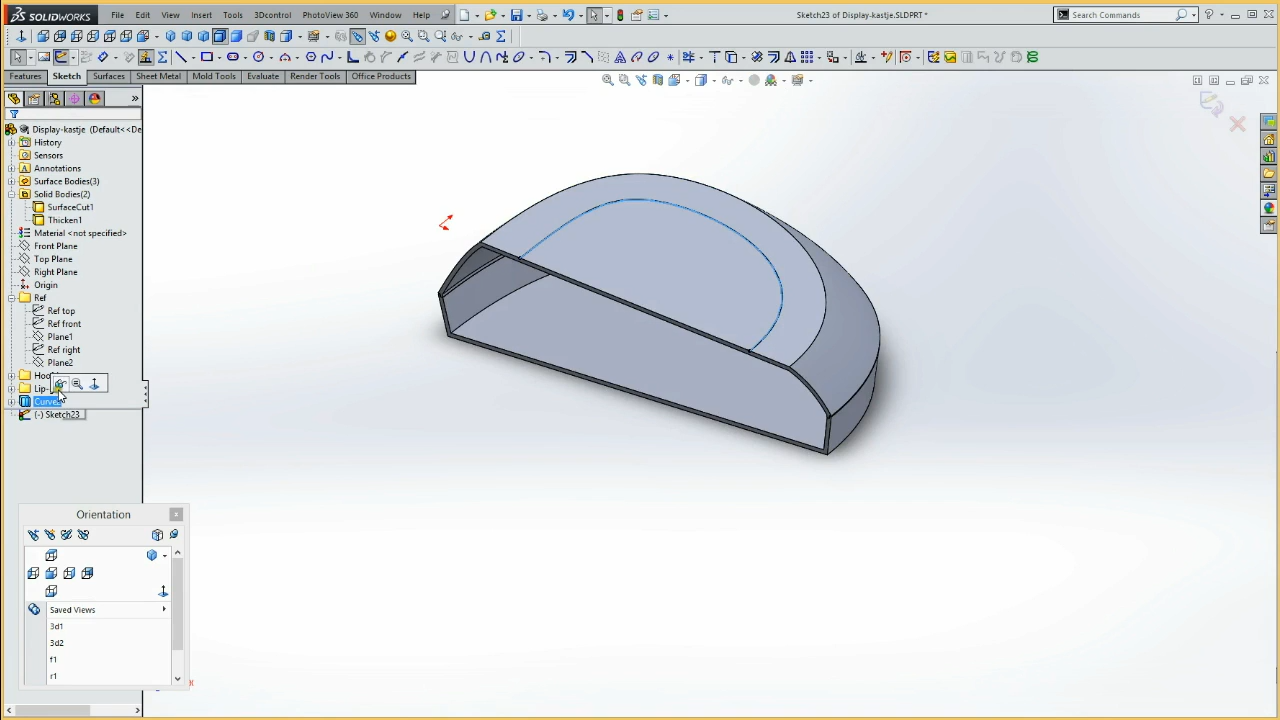 SOLIDWORKS File Edit View Insert Tools 3Dcontrol PhotoView 360 Window Help Sketch23 of Display-kastje.SLDPRT * Search Commands
Features Sketch Surfaces Sheet Metal Mold Tools Evaluate Render Tools Office Products
Display-kastje (Default<<De
History
Sensors
Annotations
Surface Bodies(3)
Solid Bodies(2)
SurfaceCut1
Thicken1
Material <not specified>
Front Plane
Top Plane
Right Plane
Origin
Ref
Ref top
Ref front
Plane1
Ref right
Plane2
(-) Sketch23
Orientation
Saved Views
3d1
3d2
f1
r1